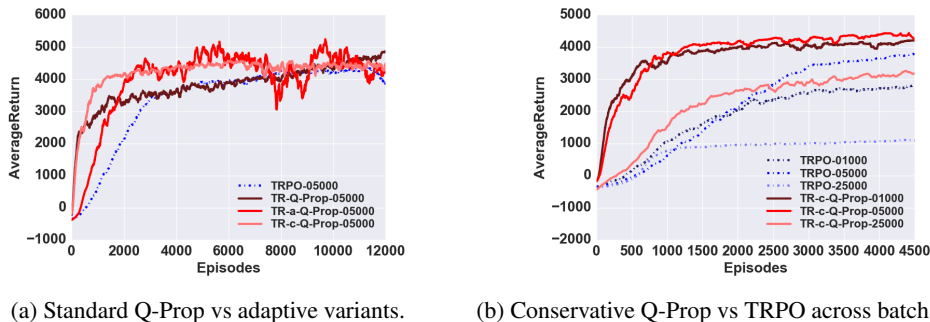 6000
5000
4000
3000
2000
1000
0
−1000
AverageReturn
0 2000 4000 6000 8000 10000 12000
Episodes
TRPO-05000
TR-Q-Prop-05000
TR-a-Q-Prop-05000
TR-c-Q-Prop-05000
(a) Standard Q-Prop vs adaptive variants.
5000
4000
3000
2000
1000
0
−1000
−2000
AverageReturn
0 500 1000 1500 2000 2500 3000 3500 4000 4500
Episodes
TRPO-01000
TRPO-05000
TRPO-25000
TR-c-Q-Prop-01000
TR-c-Q-Prop-05000
TR-c-Q-Prop-25000
(b) Conservative Q-Prop vs TRPO across batch